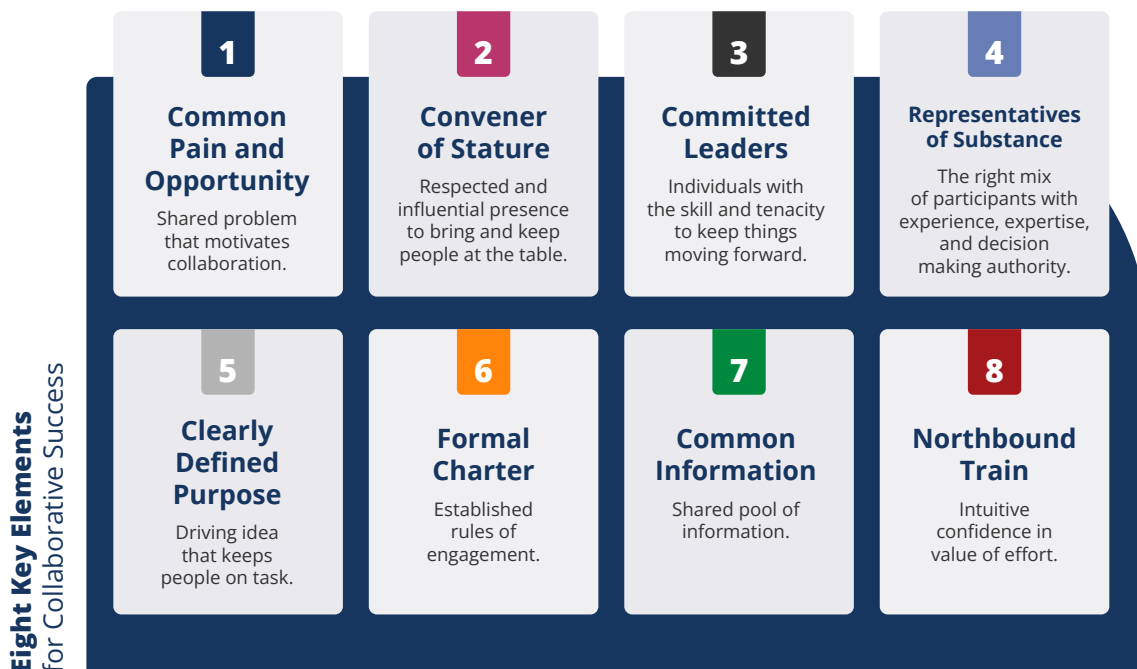 Eight Key Elements
for Collaborative Success
1
Common
Pain and
Opportunity
Shared problem
that motivates
collaboration.
2
Convener
of Stature
Respected and
influential presence
to bring and keep
people at the table.
3
Committed
Leaders
Individuals with
the skill and tenacity
to keep things
moving forward.
4
Representatives
of Substance
The right mix
of participants with
experience, expertise,
and decision
making authority.
5
Clearly
Defined
Purpose
Driving idea
that keeps
people on task.
6
Formal
Charter
Established
rules of
engagement.
7
Common
Information
Shared pool of
information.
8
Northbound
Train
Intuitive
confidence in
value of effort.